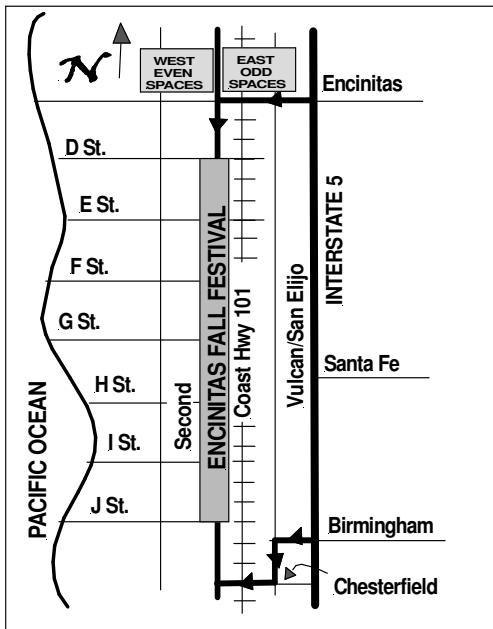 N
WEST
EVEN
SPACES
EAST
ODD
SPACES
Encinitas
D St.
E St.
F St.
G St.
H St.
I St.
J St.
PACIFIC OCEAN
Second
ENCINITAS FALL FESTIVAL
Coast Hwy 101
Vulcan/San Elijo
INTERSTATE 5
Santa Fe
Birmingham
Chesterfield